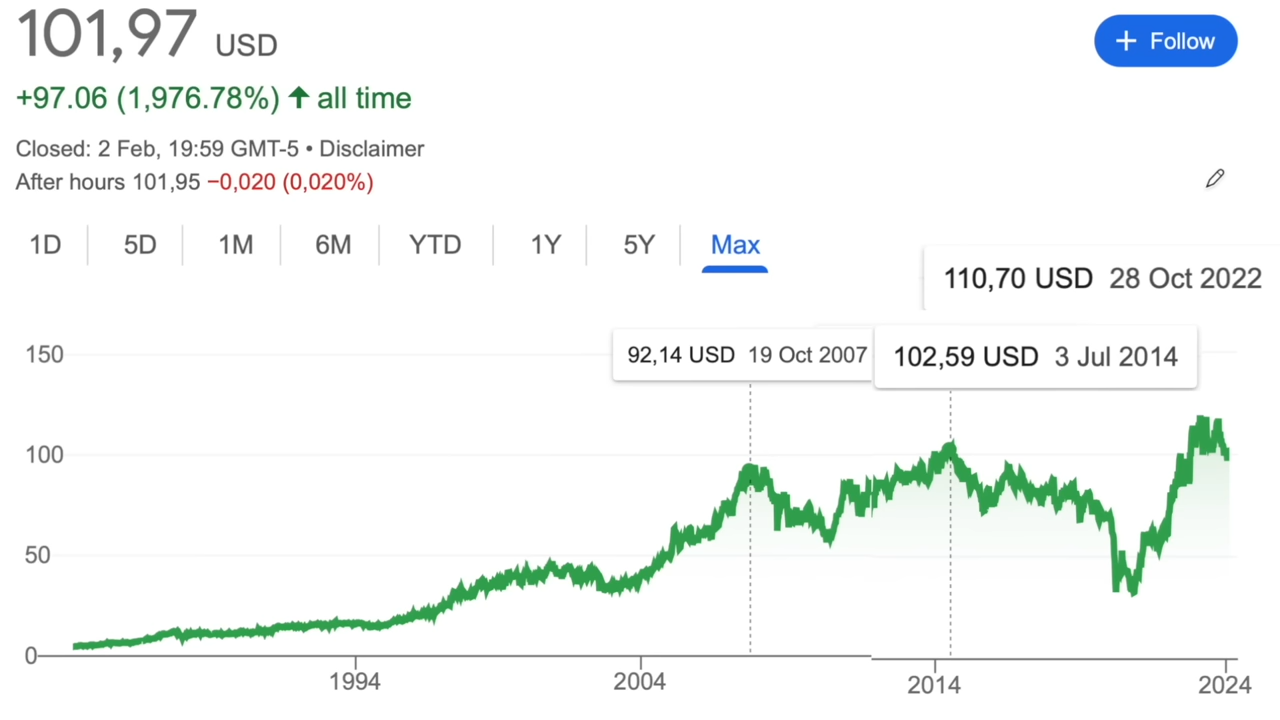 101,97 USD
+ Follow
+97.06 (1,976.78%) ↑ all time
Closed: 2 Feb, 19:59 GMT-5 • Disclaimer
After hours 101,95 −0,020 (0,020%)
1D 5D 1M 6M YTD 1Y 5Y Max
110,70 USD 28 Oct 2022
92,14 USD 19 Oct 2007
102,59 USD 3 Jul 2014
150
100
50
0
1994 2004 2014 2024